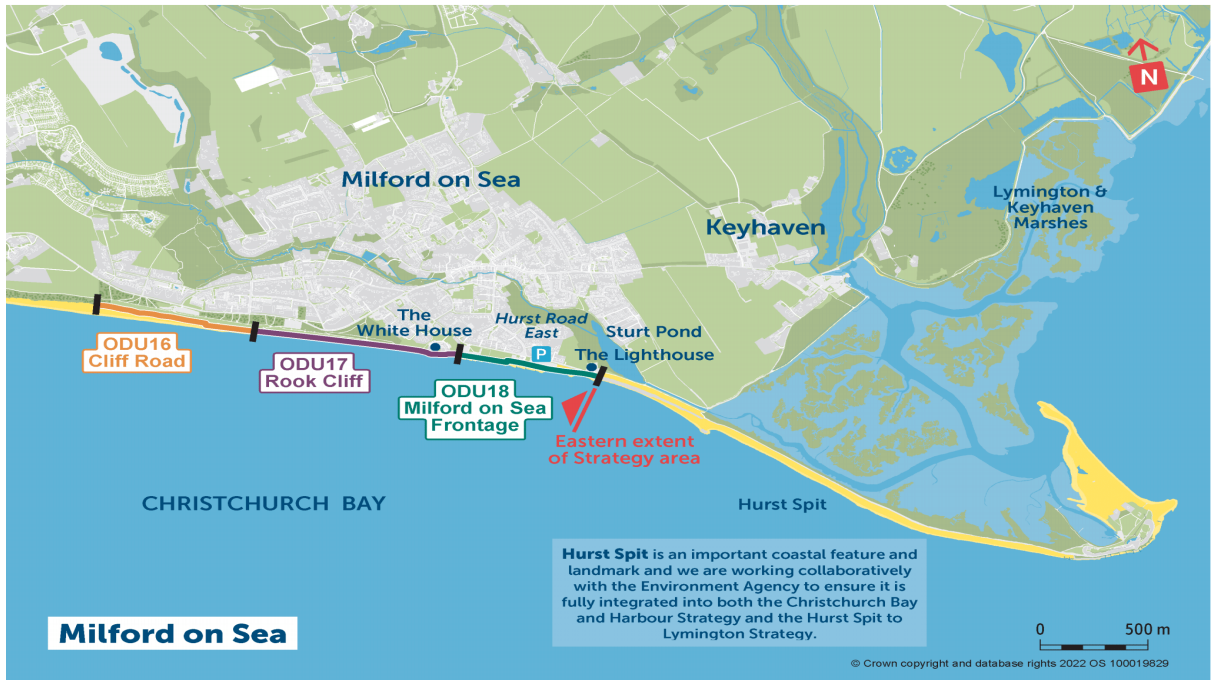 N
Milford on Sea
Lymington &
Keyhaven
Marshes
Keyhaven
The
White House
Hurst Road
East
P
Sturt Pond
The Lighthouse
ODU16
Cliff Road
ODU17
Rook Cliff
ODU18
Milford on Sea
Frontage
Eastern extent
of Strategy area
CHRISTCHURCH BAY
Hurst Spit
Hurst Spit is an important coastal feature and
landmark and we are working collaboratively
with the Environment Agency to ensure it is
fully integrated into both the Christchurch Bay
and Harbour Strategy and the Hurst Spit to
Lymington Strategy.
Milford on Sea
0 500 m
© Crown copyright and database rights 2022 OS 100019829